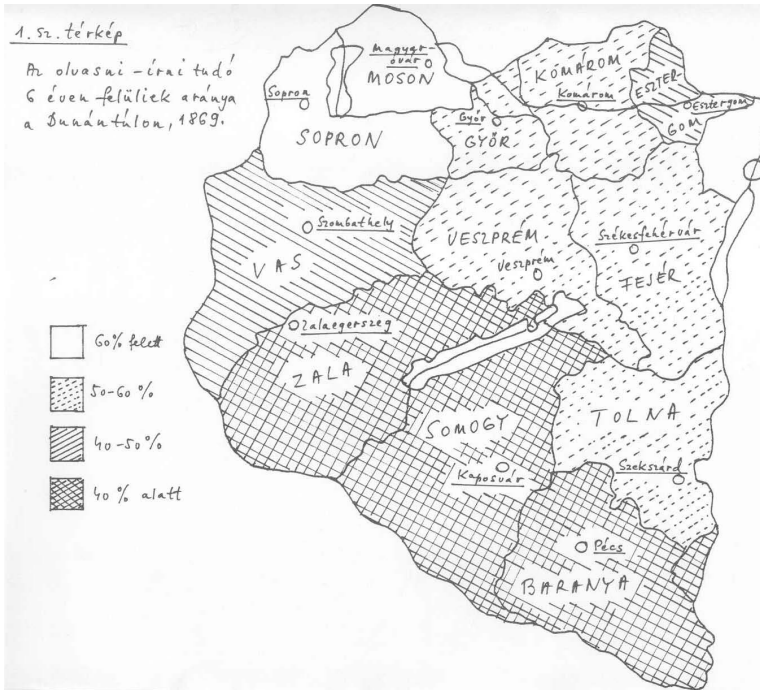 1. sz. térkép
Az olvasni-írni tudó
6 éven felüliek aránya
a Dunántúlon, 1869.
Magyar-
óvár
MOSON
KOMÁROM
Komárom
ESZTER-
GOM
Esztergom
Sopron
SOPRON
Győr
GYŐR
Szombathely
VAS
VESZPRÉM
Veszprém
Székesfehérvár
FEJÉR
Zalaegerszeg
ZALA
SOMOGY
Kaposvár
TOLNA
Szekszárd
Pécs
BARANYA
60% felett
50-60%
40-50%
40% alatt